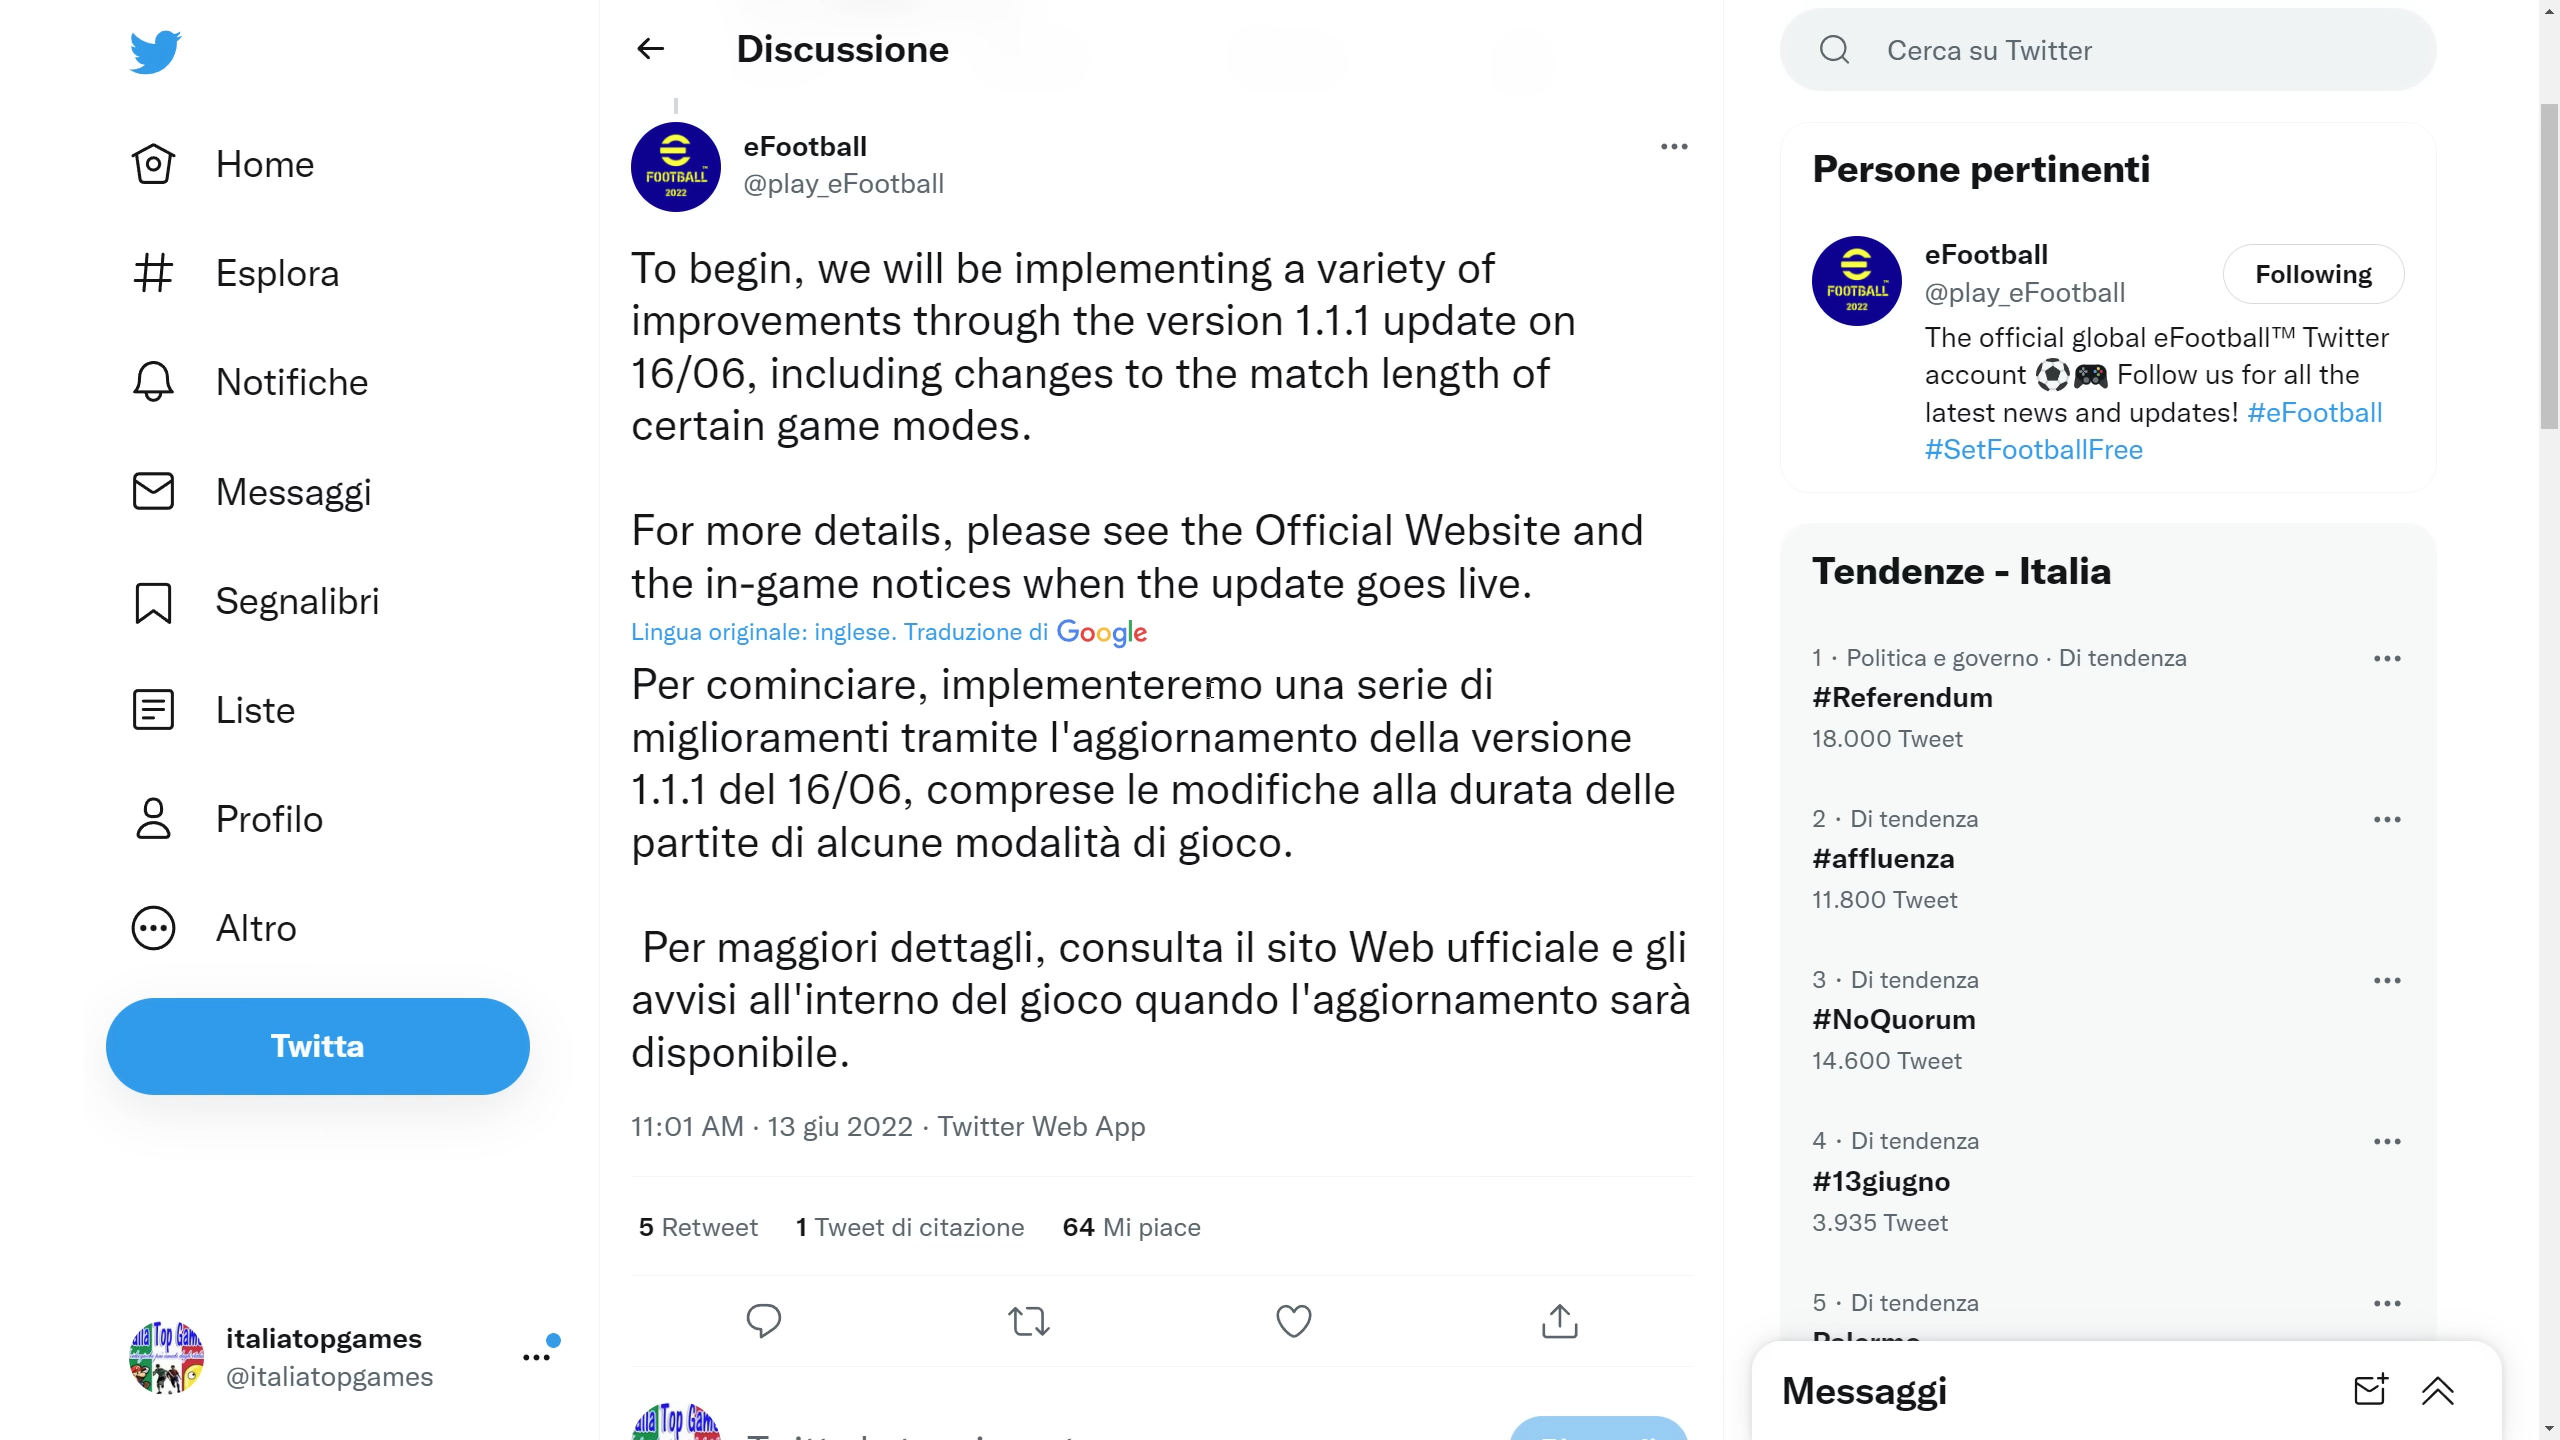 Home
Esplora
Notifiche
Messaggi
Segnalibri
Liste
Profilo
Altro
Twitta
italiatopgames
@italiatopgames
Discussione
FOOTBALL™
2022
eFootball
@play_eFootball
To begin, we will be implementing a variety of
improvements through the version 1.1.1 update on
16/06, including changes to the match length of
certain game modes.
For more details, please see the Official Website and
the in-game notices when the update goes live.
Lingua originale: inglese. Traduzione di Google
Per cominciare, implementeremo una serie di
miglioramenti tramite l'aggiornamento della versione
1.1.1 del 16/06, comprese le modifiche alla durata delle
partite di alcune modalità di gioco.
Per maggiori dettagli, consulta il sito Web ufficiale e gli
avvisi all'interno del gioco quando l'aggiornamento sarà
disponibile.
11:01 AM · 13 giu 2022 · Twitter Web App
5 Retweet 1 Tweet di citazione 64 Mi piace
Cerca su Twitter
Persone pertinenti
FOOTBALL™
2022
eFootball
@play_eFootball
Following
The official global eFootball™ Twitter
account ⚽🎮 Follow us for all the
latest news and updates! #eFootball
#SetFootballFree
Tendenze - Italia
1 · Politica e governo · Di tendenza
#Referendum
18.000 Tweet
2 · Di tendenza
#affluenza
11.800 Tweet
3 · Di tendenza
#NoQuorum
14.600 Tweet
4 · Di tendenza
#13giugno
3.935 Tweet
5 · Di tendenza
Palermo
Messaggi